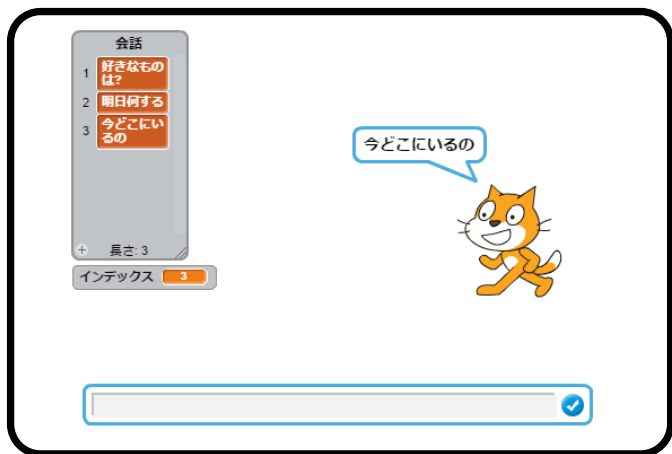 会話
1 好きなもの
は?
2 明日何する
3 今どこにい
るの
+ 長さ: 3
インデックス 3
今どこにいるの